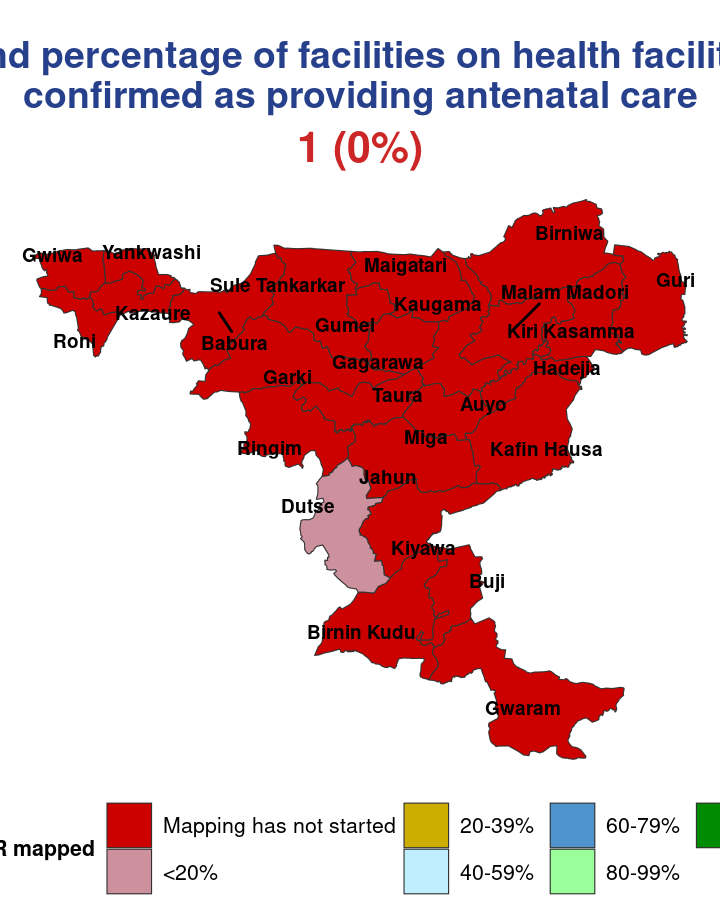 percentage of facilities on health
confirmed as providing antenatal care
1 (0%)
Birniwa
Gwiwa
Yankwashi
Maigatari
Guri
Sule Tankarkar
Malam Madori
Kaugama
Kazaure
Gumel
Kiri Kasamma
Roni
Babura
Gagarawa
Hadejia
Garki
Taura
Auyo
Miga
Ringim
Kafin Hausa
Jahun
Dutse
Kiyawa
Buji
Birnin Kudu
Gwaram
Mapping has not started
20-39%
60-79%
R mapped
<20%
40-59%
80-99%